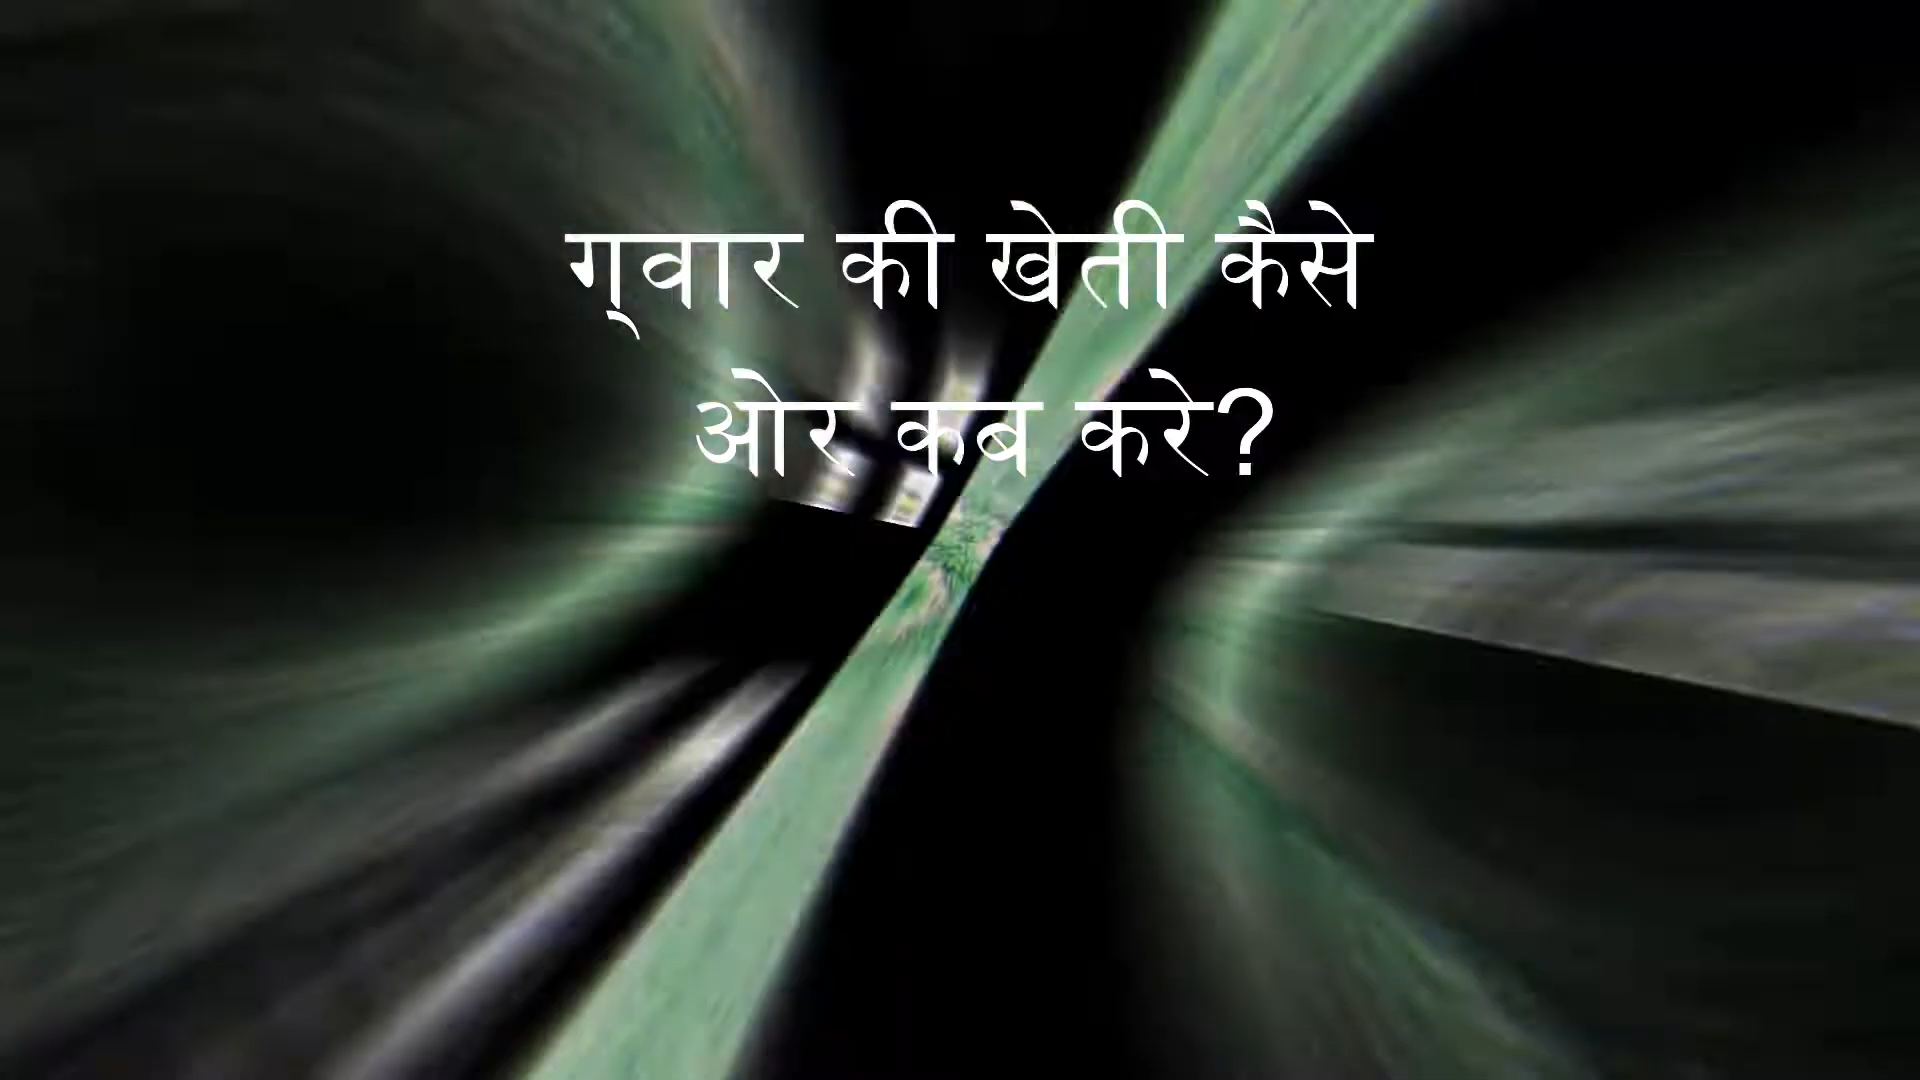 ग्‌वार की खेती कैसे
ओर कब करे?